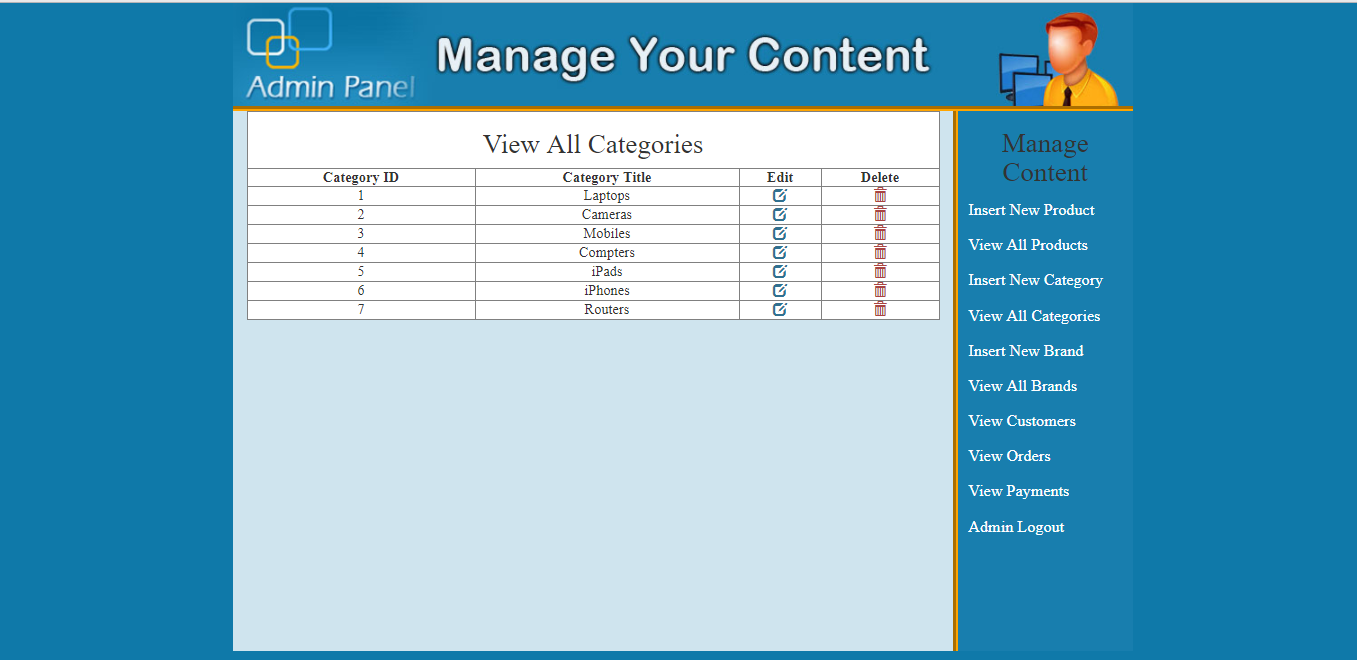 Admin Panel
Manage Your Content
View All Categories
Category ID Category Title Edit Delete
1 Laptops
2 Cameras
3 Mobiles
4 Compters
5 iPads
6 iPhones
7 Routers
Manage
Content
Insert New Product
View All Products
Insert New Category
View All Categories
Insert New Brand
View All Brands
View Customers
View Orders
View Payments
Admin Logout